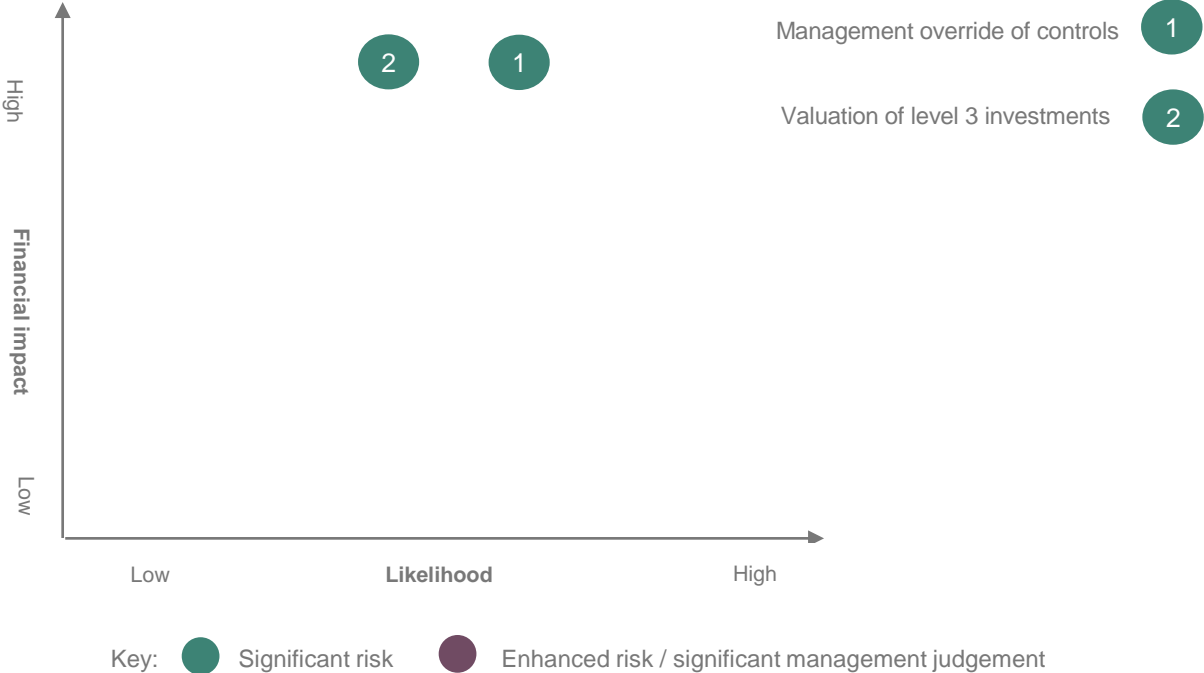 Management override of controls 1
2 1
High
Valuation of level 3 investments 2
Financial impact
Low
Low Likelihood High
Key: Significant risk Enhanced risk / significant management judgement